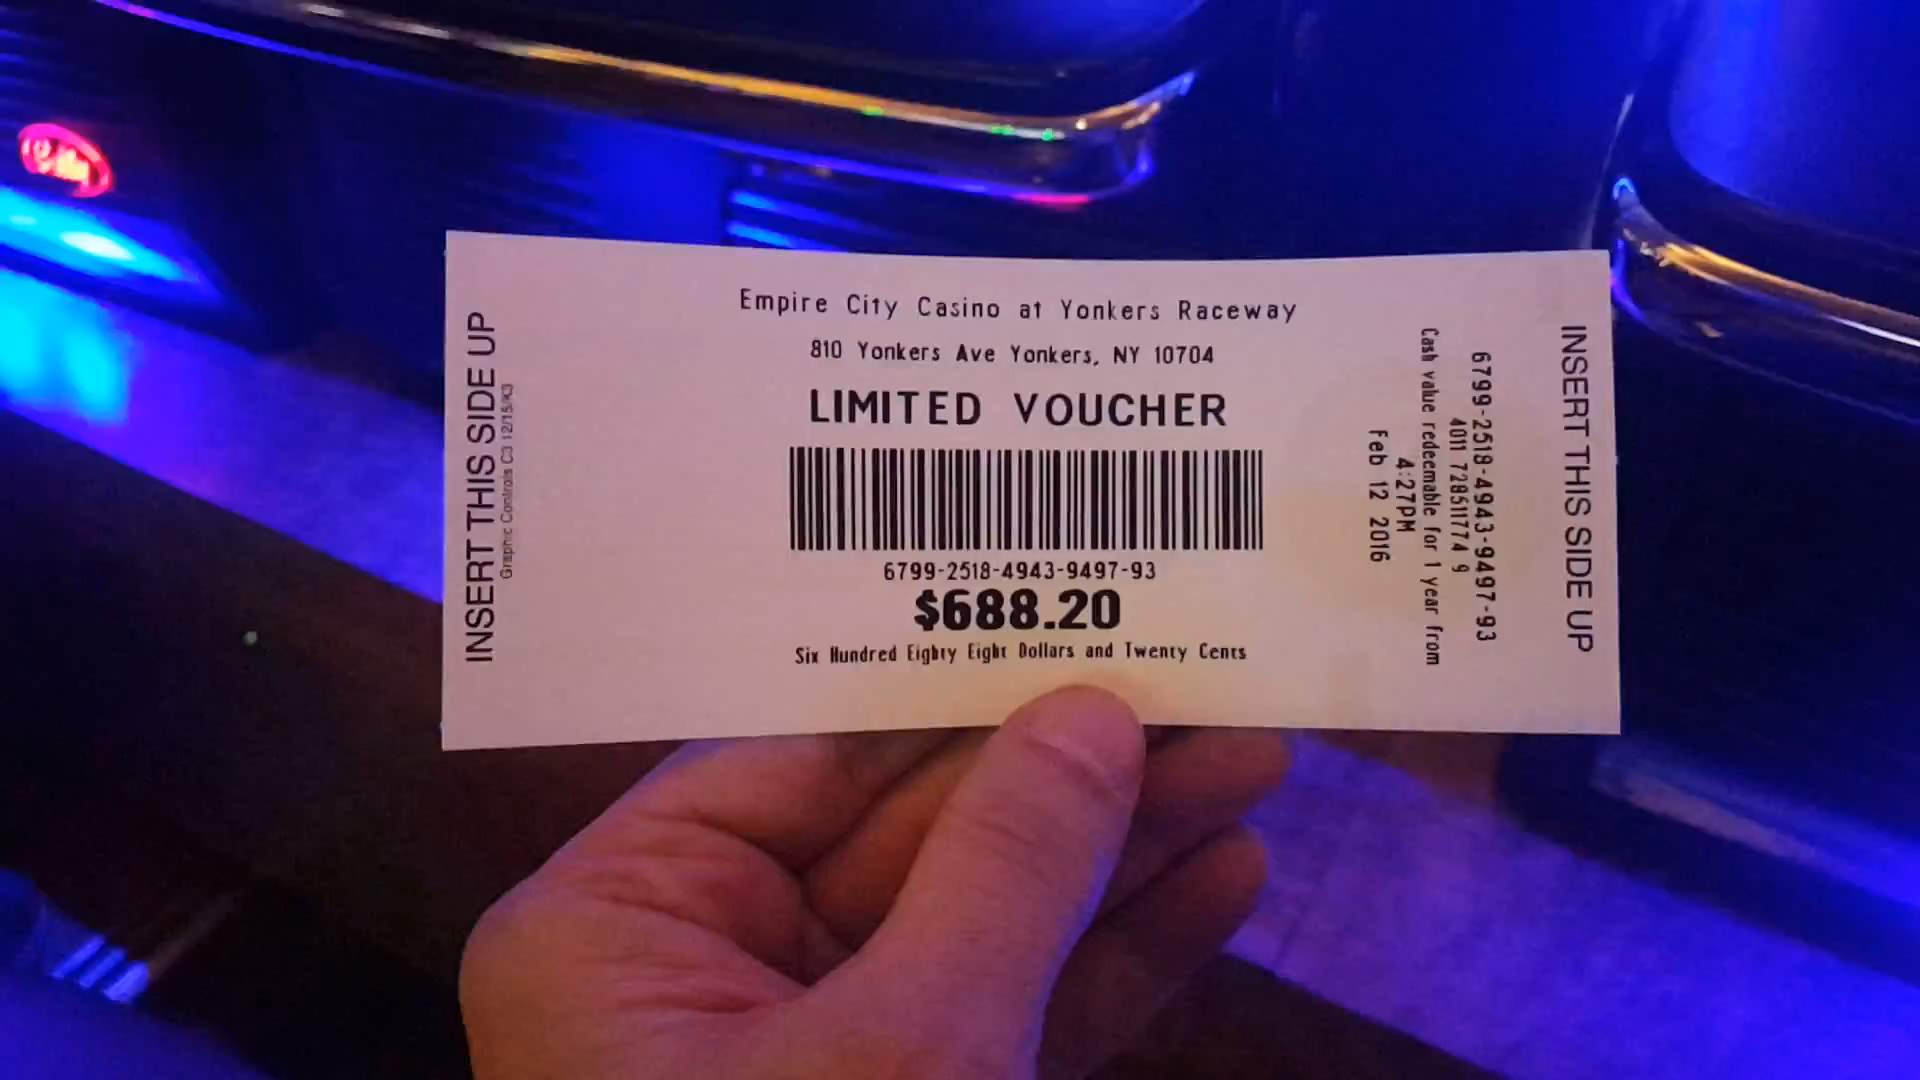 INSERT THIS SIDE UP
Graphic Controls C3 12/15/K3
Empire City Casino at Yonkers Raceway
810 Yonkers Ave Yonkers, NY 10704
LIMITED VOUCHER
6799-2518-4943-9497-93
$688.20
Six Hundred Eighty Eight Dollars and Twenty Cents
Feb 12 2016
4:27PM
Cash value redeemable for 1 year from
4011 728511774 9
6799-2518-4943-9497-93
INSERT THIS SIDE UP